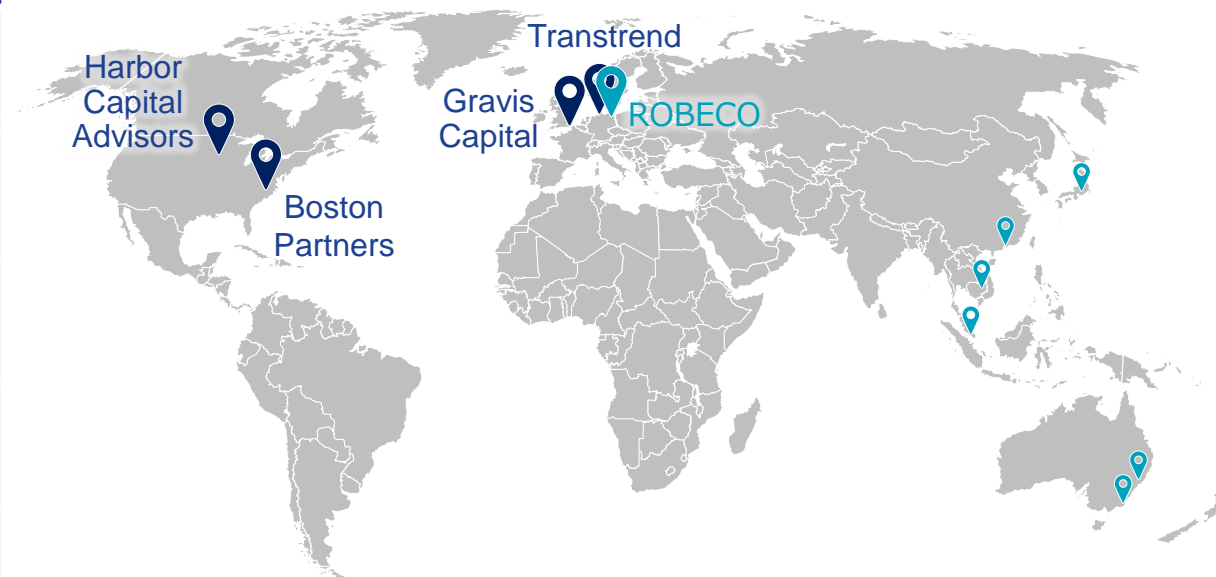 Transtrend
Harbor
Capital
Advisors
Gravis
Capital
ROBECO
Boston
Partners